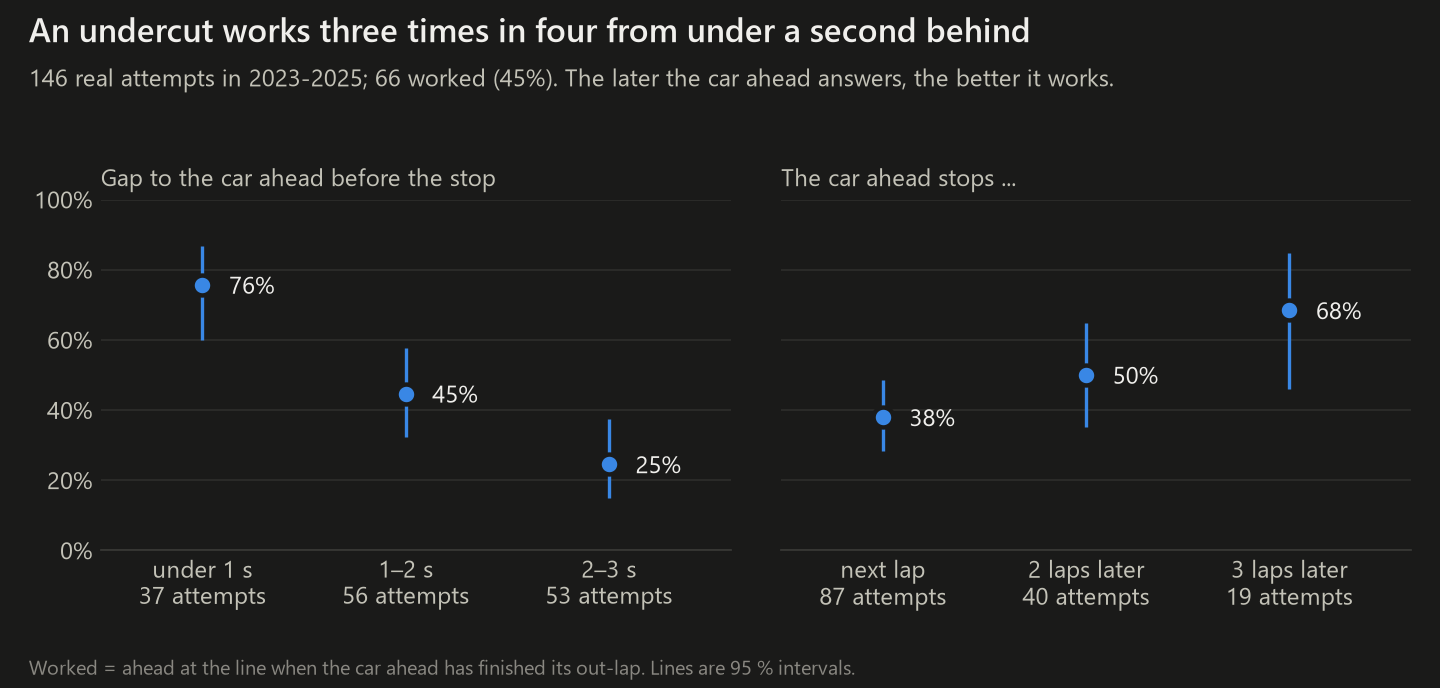 An undercut works three times in four from under a second behind
146 real attempts in 2023-2025; 66 worked (45%). The later the car ahead answers, the better it works.
Gap to the car ahead before the stop
100%
80%
60%
40%
20%
0%
76%
45%
25%
under 1 s
37 attempts
1–2 s
56 attempts
2–3 s
53 attempts
The car ahead stops ...
38%
50%
68%
next lap
87 attempts
2 laps later
40 attempts
3 laps later
19 attempts
Worked = ahead at the line when the car ahead has finished its out-lap. Lines are 95 % intervals.